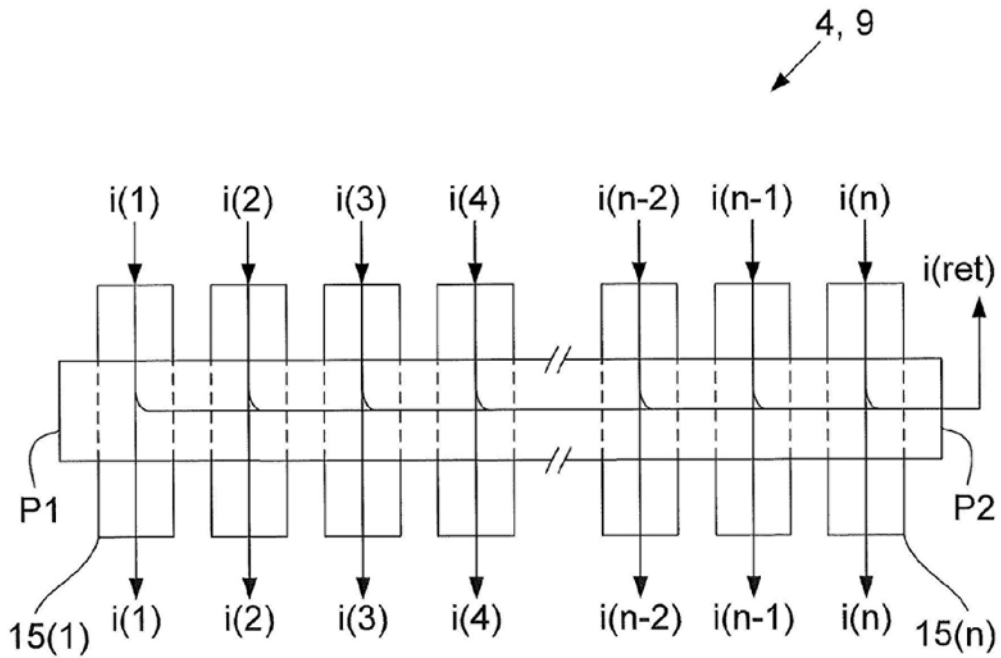 4, 9
i(1) i(2) i(3) i(4) i(n-2) i(n-1) i(n)
i(ret)
P1 P2
15(1) i(1) i(2) i(3) i(4) i(n-2) i(n-1) i(n) 15(n)